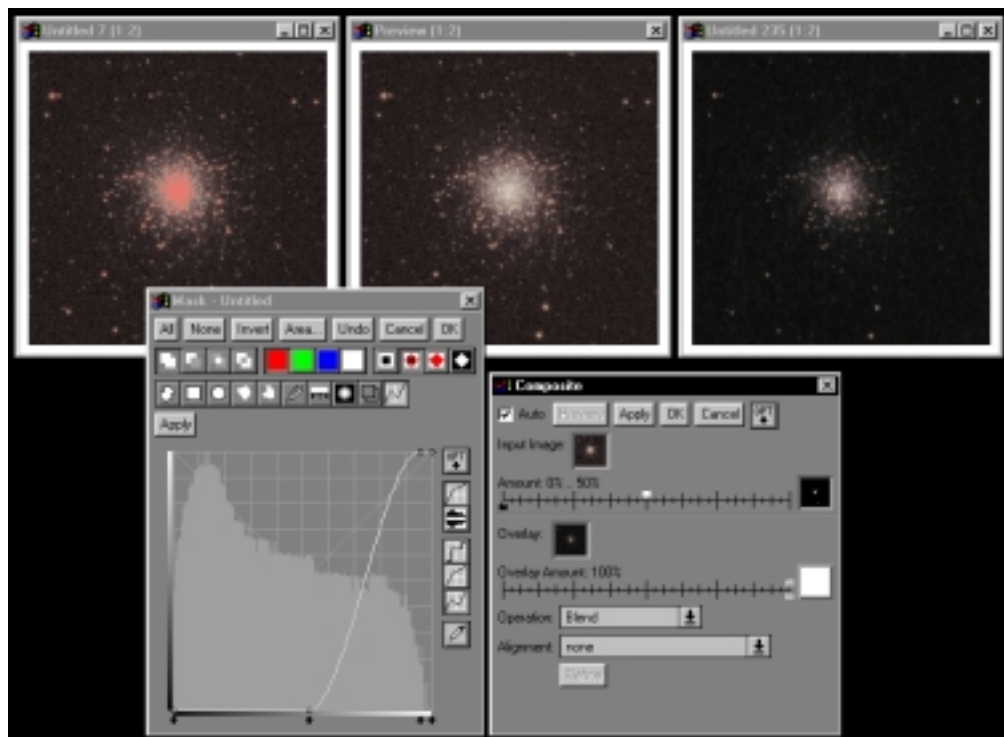 Untitled 7 (1:2)
Preview (1:2)
Untitled 235 (1:2)
Mask - Untitled
All None Invert Area... Undo Cancel OK
Apply
Composite
Auto Preview Apply OK Cancel
Input Image:
Amount: 0% .. 50%
Overlay:
Overlay Amount: 100%
Operation: Blend
Alignment: none
Refine